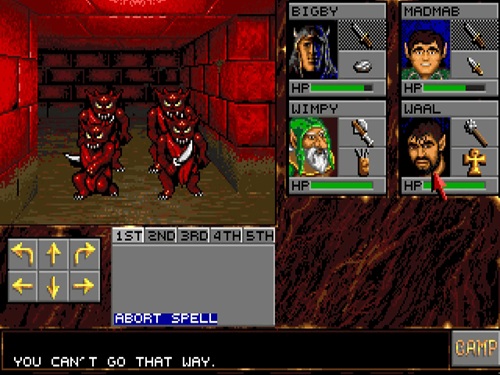 BIGBY
MADMAB
HP
HP
WIMPY
WAAL
HP
HP
1ST 2ND 3RD 4TH 5TH
ABORT SPELL
CAMP
YOU CAN'T GO THAT WAY.